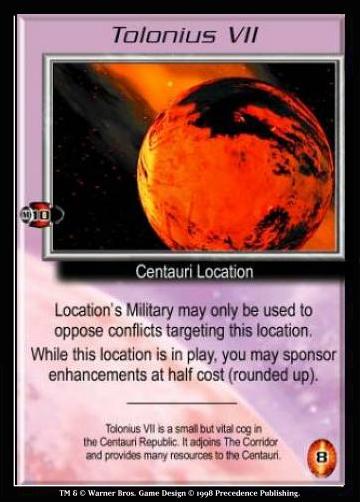 Tolonius VII
M 10
Centauri Location
Location's Military may only be used to
oppose conflicts targeting this location.
While this location is in play, you may sponsor
enhancements at half cost (rounded up).
Tolonius VII is a small but vital cog in
the Centauri Republic. It adjoins The Corridor
and provides many resources to the Centauri.
8
TM & © Warner Bros. Game Design © 1998 Precedence Publishing.